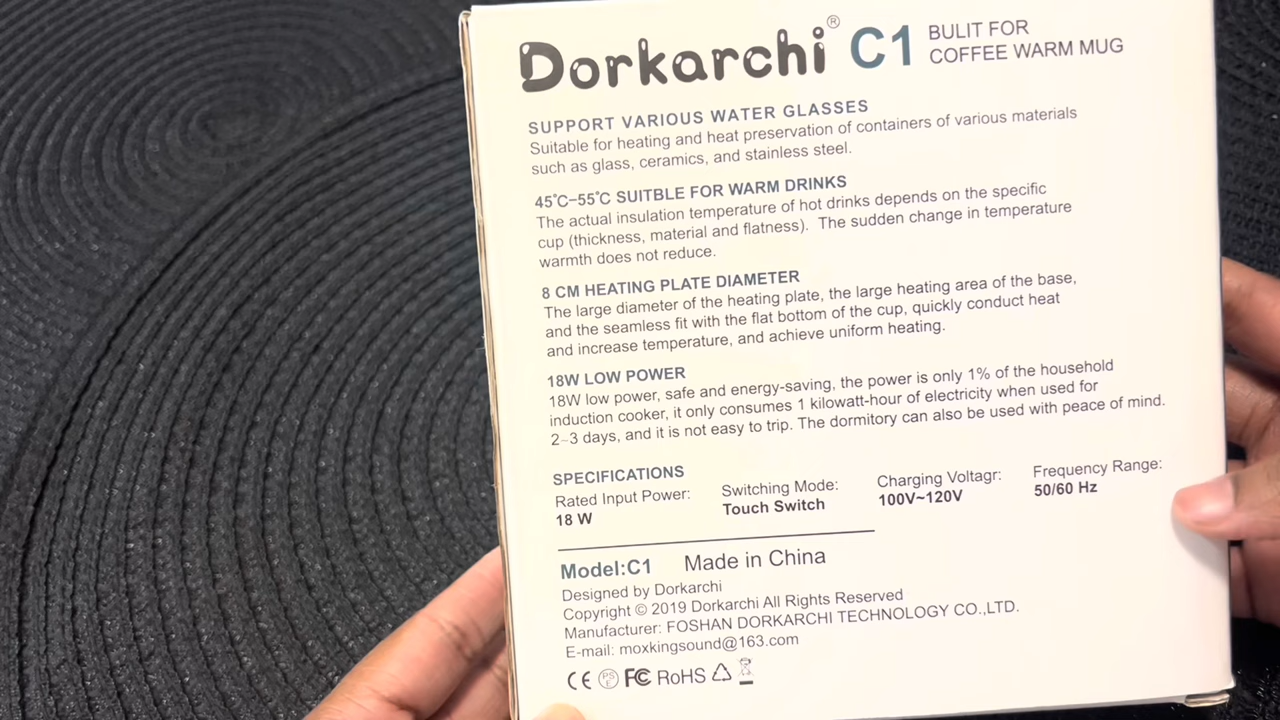 Dorkarchi® C1 BULIT FOR
COFFEE WARM MUG
SUPPORT VARIOUS WATER GLASSES
Suitable for heating and heat preservation of containers of various materials
such as glass, ceramics, and stainless steel.
45°C-55°C SUITBLE FOR WARM DRINKS
The actual insulation temperature of hot drinks depends on the specific
cup (thickness, material and flatness). The sudden change in temperature
warmth does not reduce.
8 CM HEATING PLATE DIAMETER
The large diameter of the heating plate, the large heating area of the base,
and the seamless fit with the flat bottom of the cup, quickly conduct heat
and increase temperature, and achieve uniform heating.
18W LOW POWER
18W low power, safe and energy-saving, the power is only 1% of the household
induction cooker, it only consumes 1 kilowatt-hour of electricity when used for
2-3 days, and it is not easy to trip. The dormitory can also be used with peace of mind.
SPECIFICATIONS
Rated Input Power: Switching Mode: Charging Voltagr: Frequency Range:
18 W Touch Switch 100V~120V 50/60 Hz
Model:C1 Made in China
Designed by Dorkarchi
Copyright © 2019 Dorkarchi All Rights Reserved
Manufacturer: FOSHAN DORKARCHI TECHNOLOGY CO.,LTD.
E-mail: moxkingsound@163.com
CE PSE FC RoHS